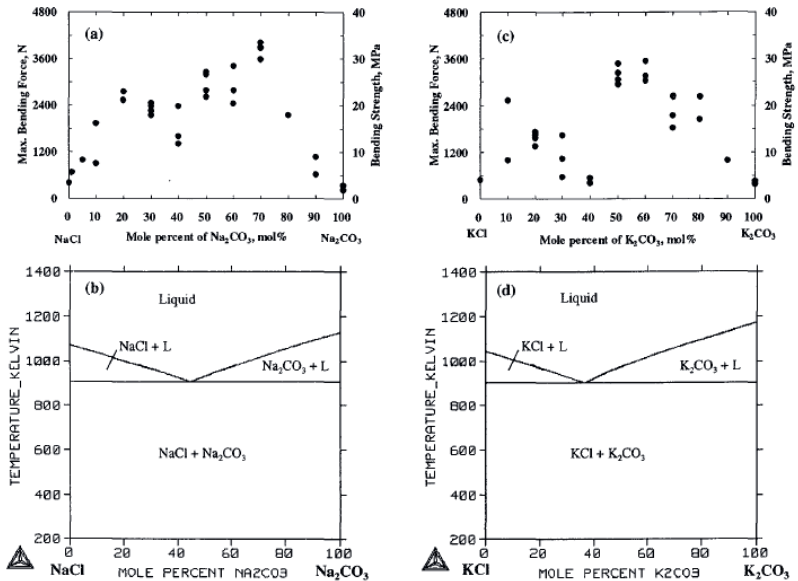 (a)
Max. Bending Force, N
4800
3600
2400
1200
0
40
30
20
10
0
Bending Strength, MPa
0 10 20 30 40 50 60 70 80 90 100
NaCl Mole percent of Na₂CO₃, mol% Na₂CO₃
(c)
Max. Bending Force, N
4800
3600
2400
1200
0
40
30
20
10
0
Bending Strength, MPa
0 10 20 30 40 50 60 70 80 90 100
KCl Mole percent of K₂CO₃, mol% K₂CO₃
(b)
TEMPERATURE_KELVIN
1400
1200
1000
800
600
400
200
Liquid
NaCl + L
Na₂CO₃ + L
NaCl + Na₂CO₃
0 20 40 60 80 100
NaCl MOLE PERCENT NA2CO3 Na₂CO₃
(d)
TEMPERATURE_KELVIN
1400
1200
1000
800
600
400
200
Liquid
KCl + L
K₂CO₃ + L
KCl + K₂CO₃
0 20 40 60 80 100
KCl MOLE PERCENT K2CO3 K₂CO₃